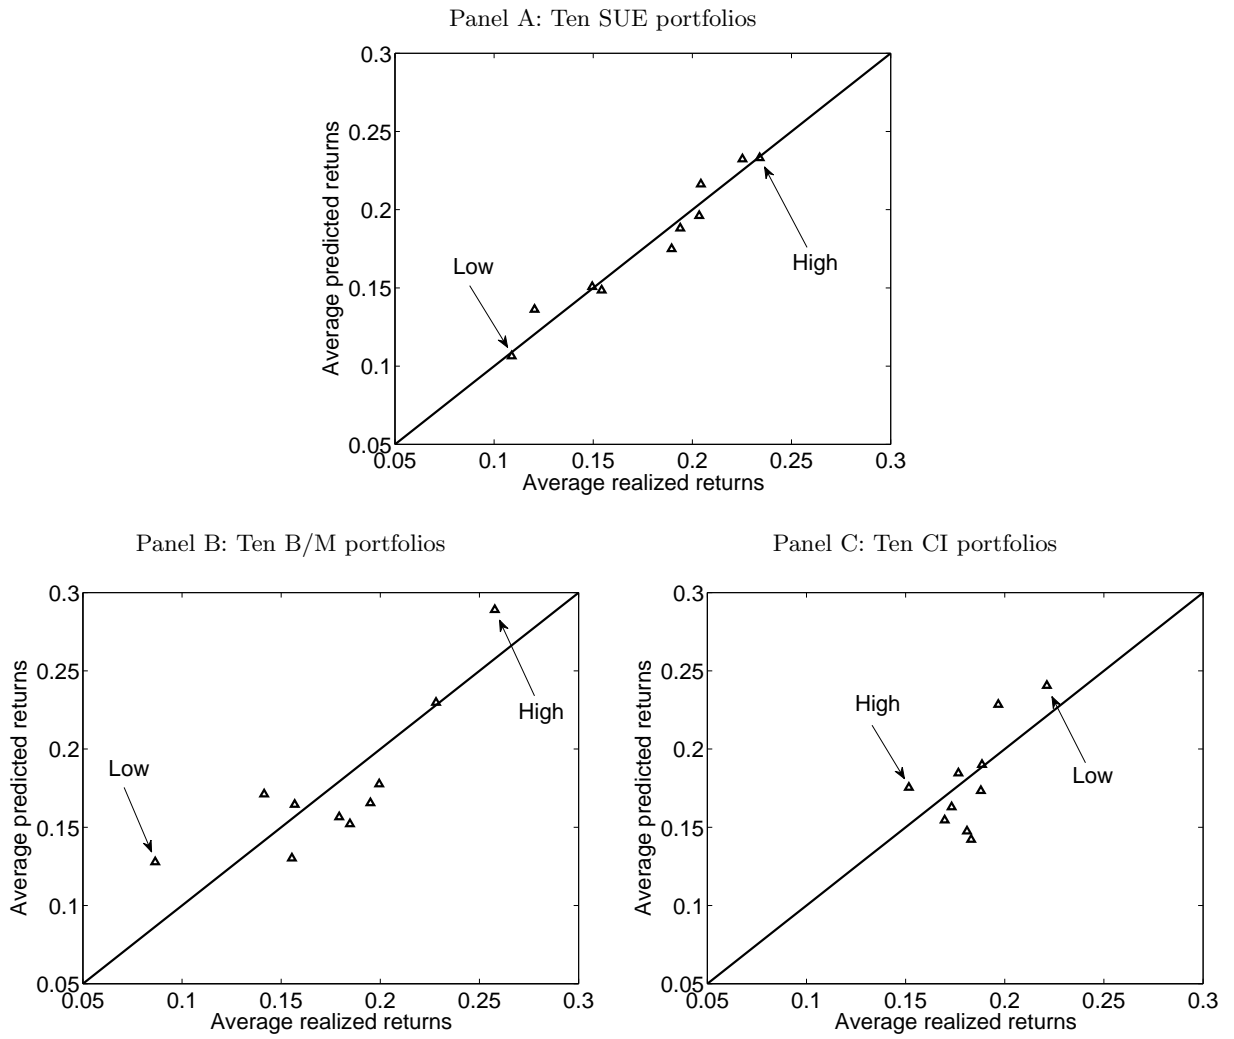 Panel A: Ten SUE portfolios
0.3
0.25
0.2
0.15
0.1
0.05
Average predicted returns
Low
High
0.05 0.1 0.15 0.2 0.25 0.3
Average realized returns
Panel B: Ten B/M portfolios
0.3
0.25
0.2
0.15
0.1
0.05
Average predicted returns
Low
High
0.05 0.1 0.15 0.2 0.25 0.3
Average realized returns
Panel C: Ten CI portfolios
0.3
0.25
0.2
0.15
0.1
0.05
Average predicted returns
High
Low
0.05 0.1 0.15 0.2 0.25 0.3
Average realized returns